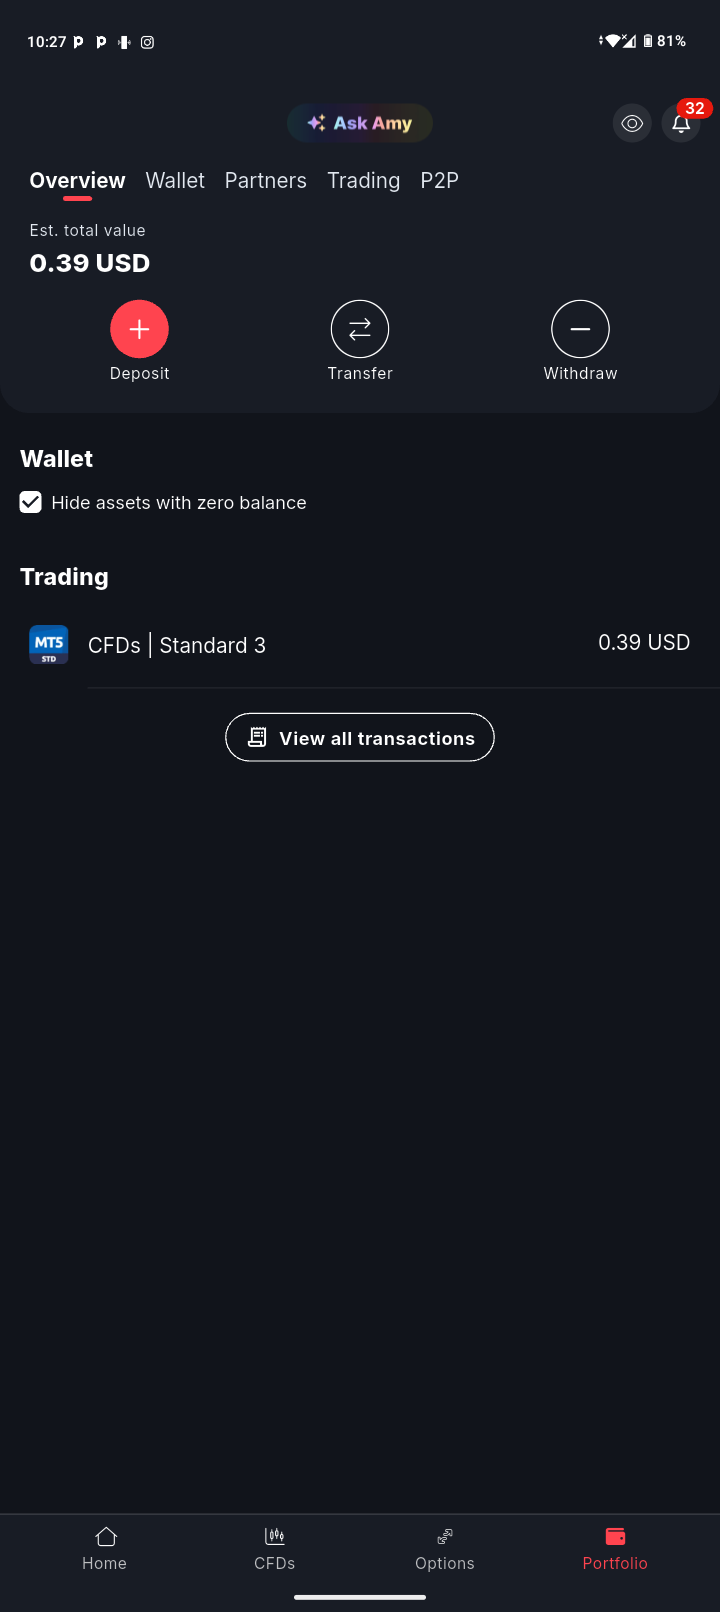 10:27
81%
Ask Amy
32
Overview Wallet Partners Trading P2P
Est. total value
0.39 USD
Deposit Transfer Withdraw
Wallet
Hide assets with zero balance
Trading
MT5
STD
CFDs | Standard 3
0.39 USD
View all transactions
Home CFDs Options Portfolio